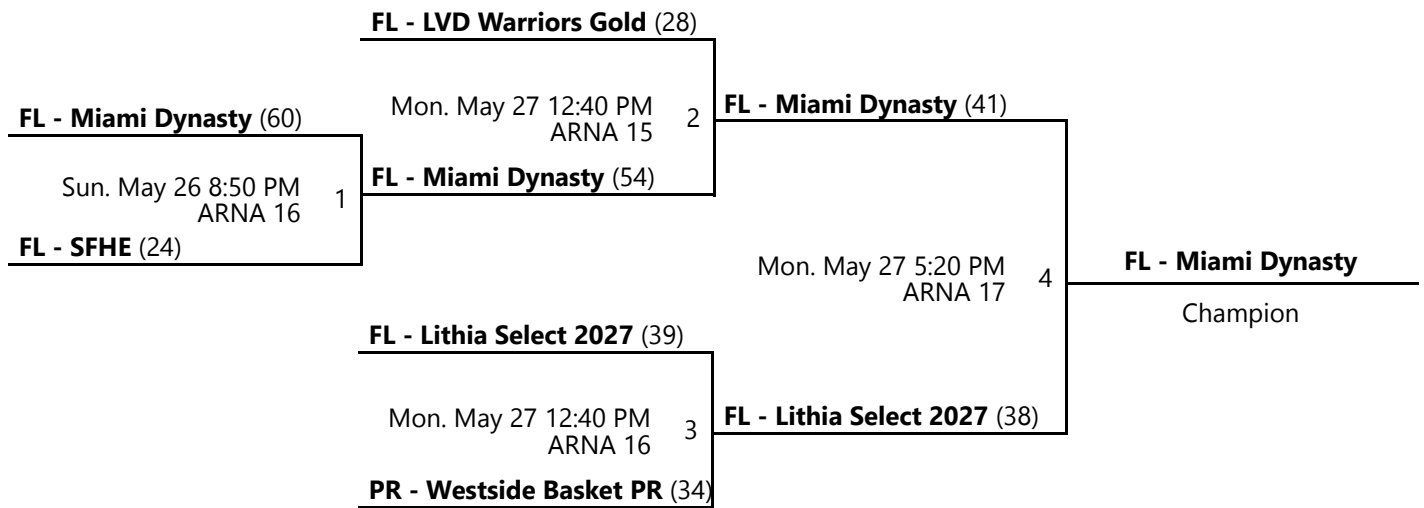 FL - LVD Warriors Gold (28)
Mon. May 27 12:40 PM
ARNA 15
2
FL - Miami Dynasty (41)
FL - Miami Dynasty (60)
Sun. May 26 8:50 PM
ARNA 16
1
FL - Miami Dynasty (54)
FL - SFHE (24)
Mon. May 27 5:20 PM
ARNA 17
4
FL - Miami Dynasty
Champion
FL - Lithia Select 2027 (39)
Mon. May 27 12:40 PM
ARNA 16
3
FL - Lithia Select 2027 (38)
PR - Westside Basket PR (34)